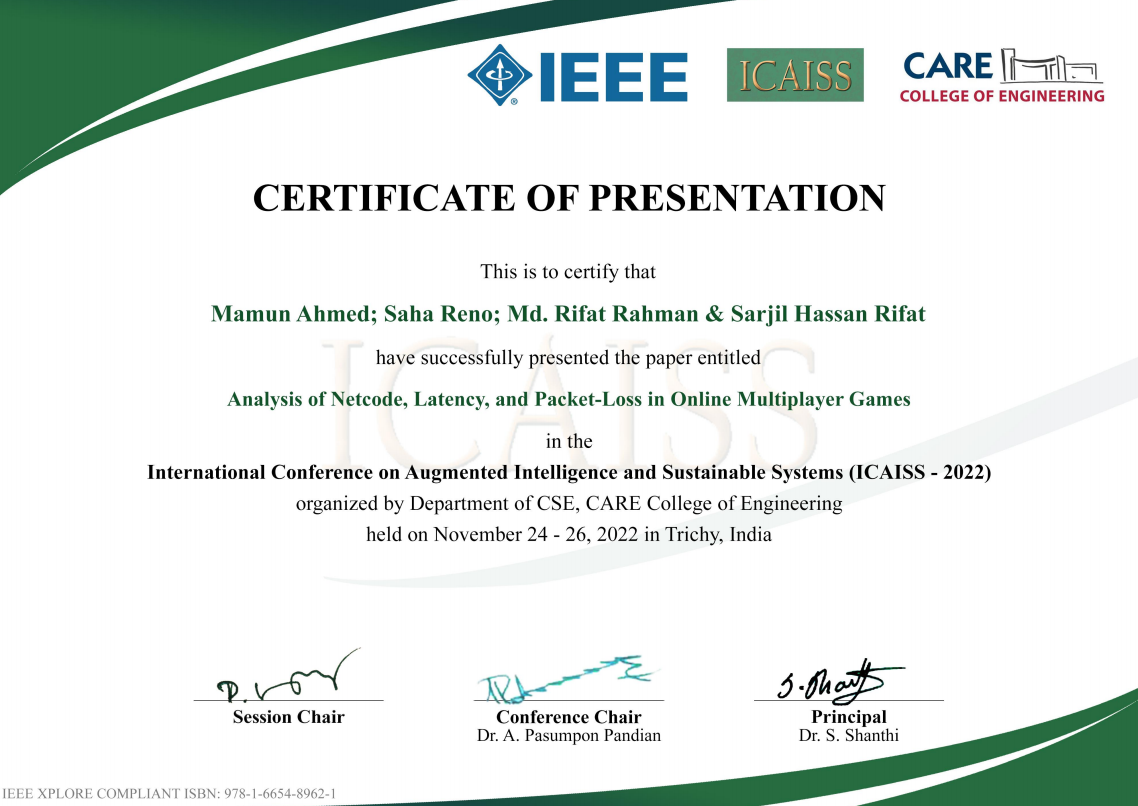 IEEE ICAISS CARE
COLLEGE OF ENGINEERING
CERTIFICATE OF PRESENTATION
This is to certify that
Mamun Ahmed; Saha Reno; Md. Rifat Rahman & Sarjil Hassan Rifat
have successfully presented the paper entitled
Analysis of Netcode, Latency, and Packet-Loss in Online Multiplayer Games
in the
International Conference on Augmented Intelligence and Sustainable Systems (ICAISS - 2022)
organized by Department of CSE, CARE College of Engineering
held on November 24 - 26, 2022 in Trichy, India
ICAISS
S. Shanthi
Session Chair
Conference Chair
Principal
Dr. A. Pasumpon Pandian
Dr. S. Shanthi
IEEE XPLORE COMPLIANT ISBN: 978-1-6654-8962-1